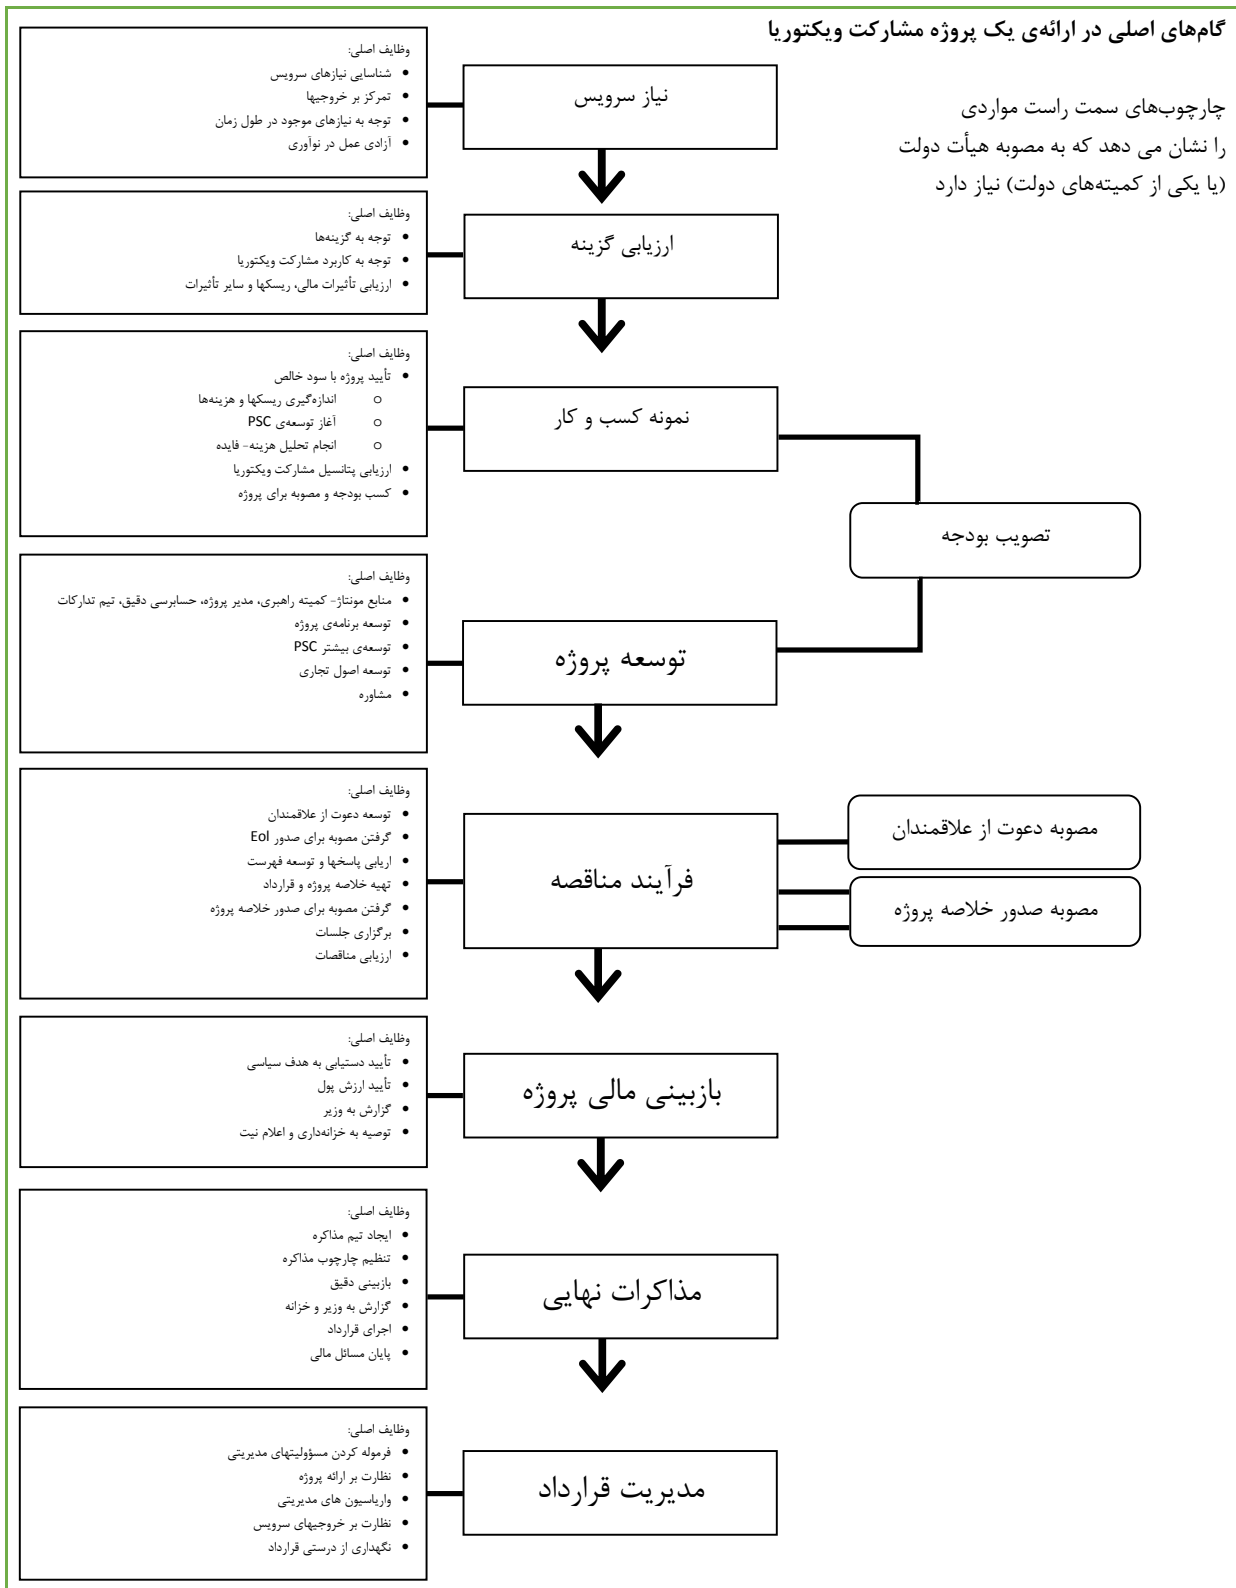 گام‌های اصلی در ارائه‌ی یک پروژه مشارکت ویکتوریا
چارچوب‌های سمت راست مواردی
را نشان می دهد که به مصوبه هیأت دولت
(یا یکی از کمیته‌های دولت) نیاز دارد
نیاز سرویس
وظایف اصلی:
• شناسایی نیازهای سرویس
• تمرکز بر خروجیها
• توجه به نیازهای موجود در طول زمان
• آزادی عمل در نوآوری
ارزیابی گزینه
وظایف اصلی:
• توجه به گزینه‌ها
• توجه به کاربرد مشارکت ویکتوریا
• ارزیابی تأثیرات مالی، ریسکها و سایر تأثیرات
نمونه کسب و کار
وظایف اصلی:
• تأیید پروژه با سود خالص
o اندازه‌گیری ریسکها و هزینه‌ها
o آغاز توسعه‌ی PSC
o انجام تحلیل هزینه- فایده
• ارزیابی پتانسیل مشارکت ویکتوریا
• کسب بودجه و مصوبه برای پروژه
تصویب بودجه
توسعه پروژه
وظایف اصلی:
• منابع مونتاژ- کمیته راهبری، مدیر پروژه، حسابرسی دقیق، تیم تدارکات
• توسعه برنامه‌ی پروژه
• توسعه‌ی بیشتر PSC
• توسعه اصول تجاری
• مشاوره
مصوبه دعوت از علاقمندان
مصوبه صدور خلاصه پروژه
فرآیند مناقصه
وظایف اصلی:
• توسعه دعوت از علاقمندان
• گرفتن مصوبه برای صدور EoI
• اریابی پاسخها و توسعه فهرست
• تهیه خلاصه پروژه و قرارداد
• گرفتن مصوبه برای صدور خلاصه پروژه
• برگزاری جلسات
• ارزیابی مناقصات
بازبینی مالی پروژه
وظایف اصلی:
• تأیید دستیابی به هدف سیاسی
• تأیید ارزش پول
• گزارش به وزیر
• توصیه به خزانه‌داری و اعلام نیت
مذاکرات نهایی
وظایف اصلی:
• ایجاد تیم مذاکره
• تنظیم چارچوب مذاکره
• بازبینی دقیق
• گزارش به وزیر و خزانه
• اجرای قرارداد
• پایان مسائل مالی
مدیریت قرارداد
وظایف اصلی:
• فرموله کردن مسؤولیتهای مدیریتی
• نظارت بر ارائه پروژه
• واریاسیون های مدیریتی
• نظارت بر خروجیهای سرویس
• نگهداری از درستی قرارداد